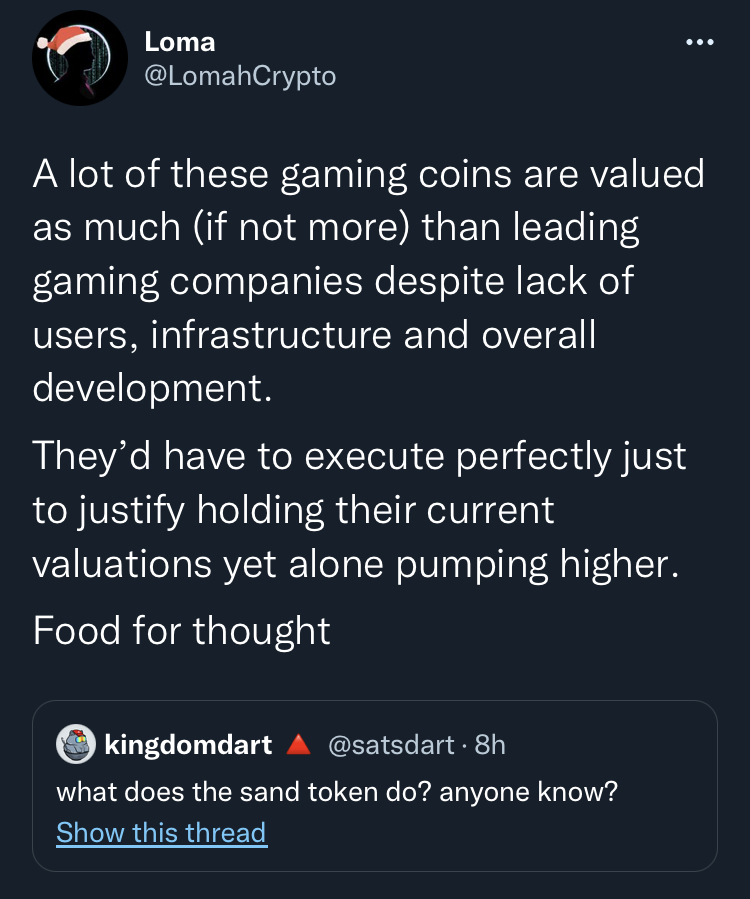 Loma
@LomahCrypto
A lot of these gaming coins are valued
as much (if not more) than leading
gaming companies despite lack of
users, infrastructure and overall
development.
They’d have to execute perfectly just
to justify holding their current
valuations yet alone pumping higher.
Food for thought
kingdomdart 🔺 @satsdart · 8h
what does the sand token do? anyone know?
Show this thread